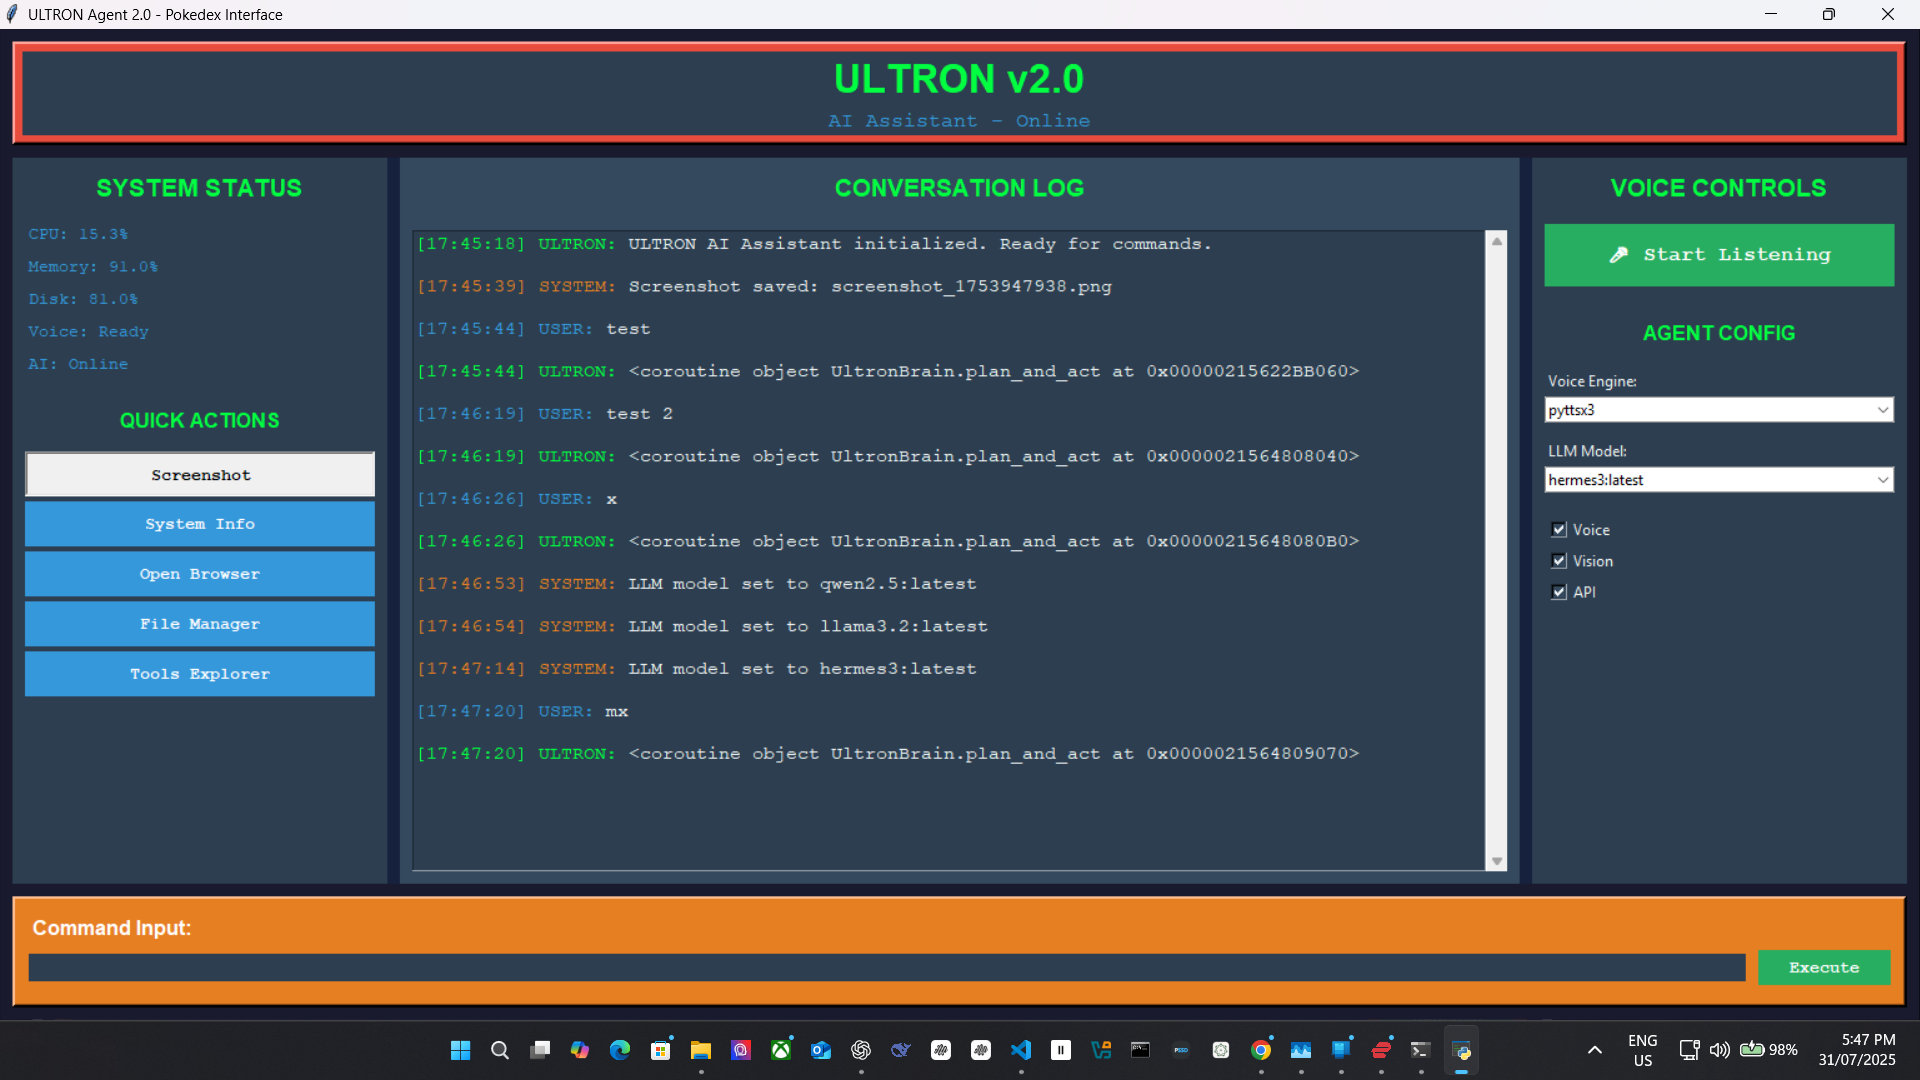 ULTRON Agent 2.0 - Pokedex Interface
ULTRON v2.0
AI Assistant - Online
SYSTEM STATUS
CPU: 15.3%
Memory: 91.0%
Disk: 81.0%
Voice: Ready
AI: Online
QUICK ACTIONS
Screenshot
System Info
Open Browser
File Manager
Tools Explorer
CONVERSATION LOG
[17:45:18] ULTRON: ULTRON AI Assistant initialized. Ready for commands.
[17:45:39] SYSTEM: Screenshot saved: screenshot_1753947938.png
[17:45:44] USER: test
[17:45:44] ULTRON: <coroutine object UltronBrain.plan_and_act at 0x00000215622BB060>
[17:46:19] USER: test 2
[17:46:19] ULTRON: <coroutine object UltronBrain.plan_and_act at 0x0000021564808040>
[17:46:26] USER: x
[17:46:26] ULTRON: <coroutine object UltronBrain.plan_and_act at 0x00000215648080B0>
[17:46:53] SYSTEM: LLM model set to qwen2.5:latest
[17:46:54] SYSTEM: LLM model set to llama3.2:latest
[17:47:14] SYSTEM: LLM model set to hermes3:latest
[17:47:20] USER: mx
[17:47:20] ULTRON: <coroutine object UltronBrain.plan_and_act at 0x0000021564809070>
VOICE CONTROLS
Start Listening
AGENT CONFIG
Voice Engine:
pyttsx3
LLM Model:
hermes3:latest
Voice
Vision
API
Command Input:
Execute
ENG
US
98%
5:47 PM
31/07/2025